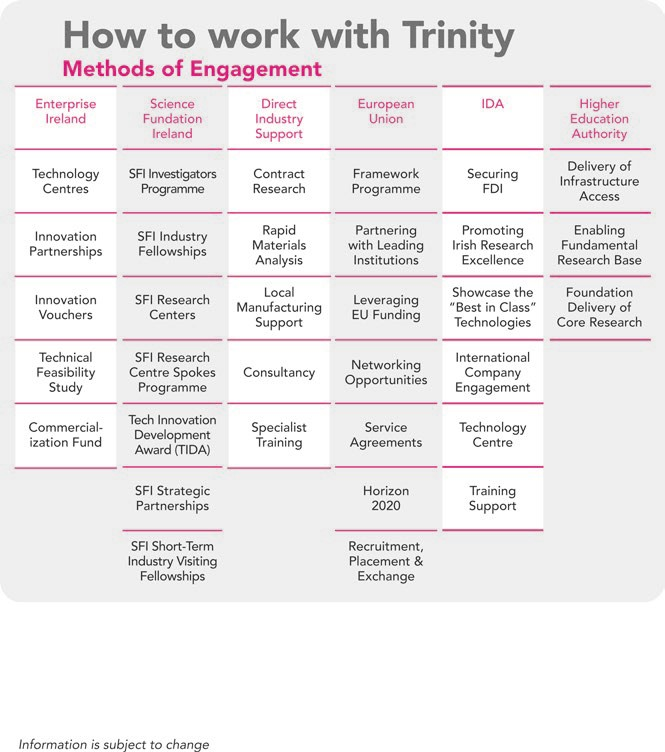 How to work with Trinity
Methods of Engagement
Enterprise
Ireland
Technology
Centres
Innovation
Partnerships
Innovation
Vouchers
Technical
Feasibility
Study
Commercial-
ization Fund
Science
Fundation
Ireland
SFI Investigators
Programme
SFI Industry
Fellowships
SFI Research
Centers
SFI Research
Centre Spokes
Programme
Tech Innovation
Development
Award (TIDA)
SFI Strategic
Partnerships
SFI Short-Term
Industry Visiting
Fellowships
Direct
Industry
Support
Contract
Research
Rapid
Materials
Analysis
Local
Manufacturing
Support
Consultancy
Specialist
Training
European
Union
Framework
Programme
Partnering
with Leading
Institutions
Leveraging
EU Funding
Networking
Opportunities
Service
Agreements
Horizon
2020
Recruitment,
Placement &
Exchange
IDA
Securing
FDI
Promoting
Irish Research
Excellence
Showcase the
“Best in Class”
Technologies
International
Company
Engagement
Technology
Centre
Training
Support
Higher
Education
Authority
Delivery of
Infrastructure
Access
Enabling
Fundamental
Research Base
Foundation
Delivery of
Core Research
Information is subject to change